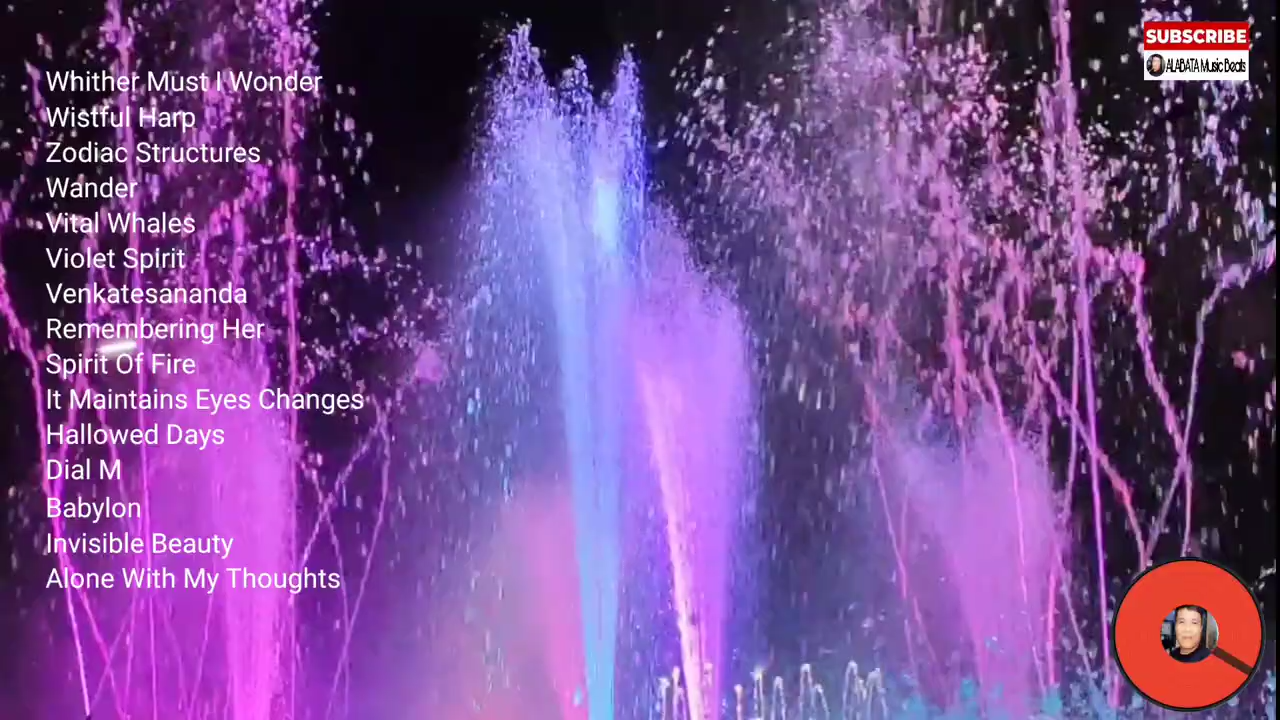 Whither Must I Wonder
Wistful Harp
Zodiac Structures
Wander
Vital Whales
Violet Spirit
Venkatesananda
Remembering Her
Spirit Of Fire
It Maintains Eyes Changes
Hallowed Days
Dial M
Babylon
Invisible Beauty
Alone With My Thoughts
SUBSCRIBE
ALABATA Music Beats